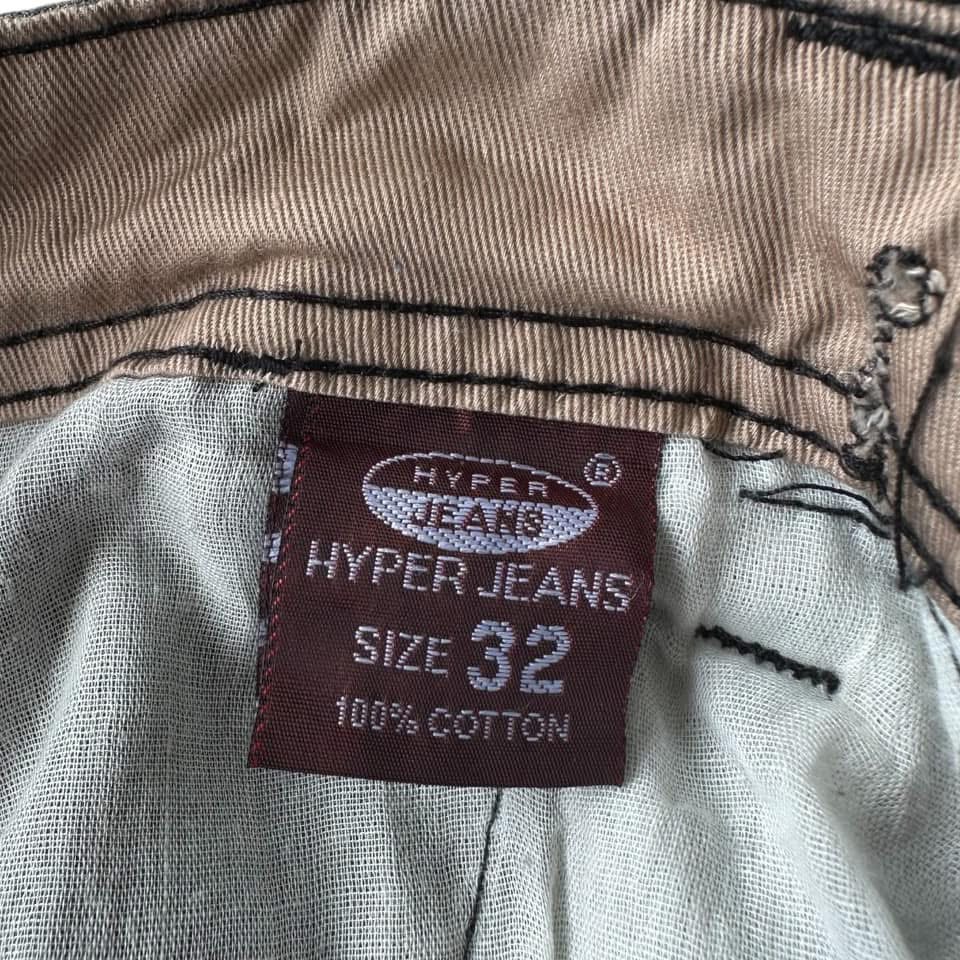 HYPER
JEANS
®
HYPER JEANS
SIZE 32
100% COTTON